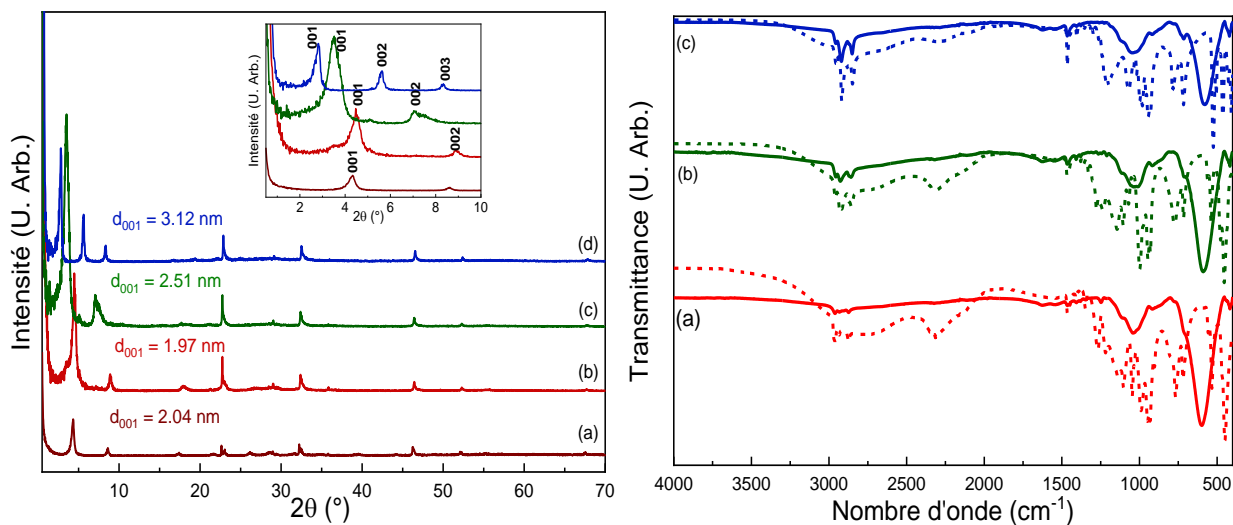 Intensité (U. Arb.)
2θ (°)
10
20
30
40
50
60
70
d001 = 3.12 nm
(d)
d001 = 2.51 nm
(c)
d001 = 1.97 nm
(b)
d001 = 2.04 nm
(a)
Intensité (U. Arb.)
2θ (°)
2
4
6
8
10
001
001
002
003
001
002
002
001
Transmittance (U. Arb.)
(c)
(b)
(a)
4000
3500
3000
2500
2000
1500
1000
500
Nombre d'onde (cm-1)